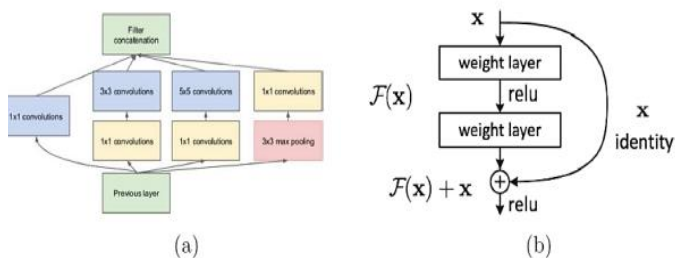 Filter
concatenation
3x3 convolutions
5x5 convolutions
1x1 convolutions
1x1 convolutions
1x1 convolutions
1x1 convolutions
3x3 max pooling
Previous layer
(a)
x
weight layer
relu
F(x)
weight layer
x
identity
F(x) + x
relu
(b)